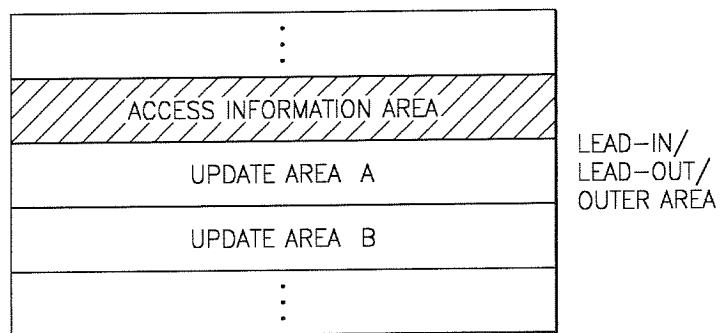 ACCESS INFORMATION AREA
UPDATE AREA A
UPDATE AREA B
LEAD-IN/
LEAD-OUT/
OUTER AREA